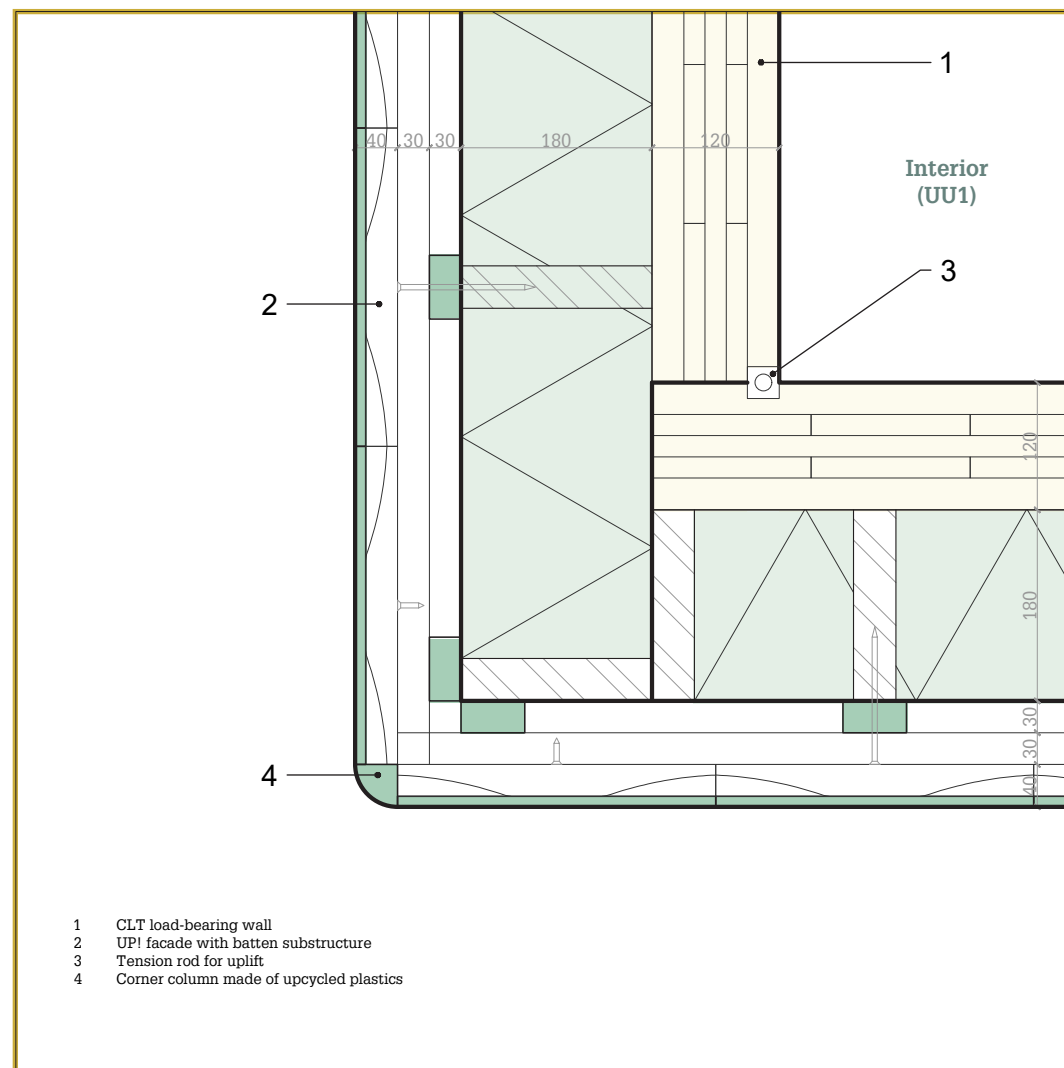 1
40 30 30 180 120
Interior
(UU1)
3
2
120
180
30
30
40
4
1 CLT load-bearing wall
2 UP! facade with batten substructure
3 Tension rod for uplift
4 Corner column made of upcycled plastics